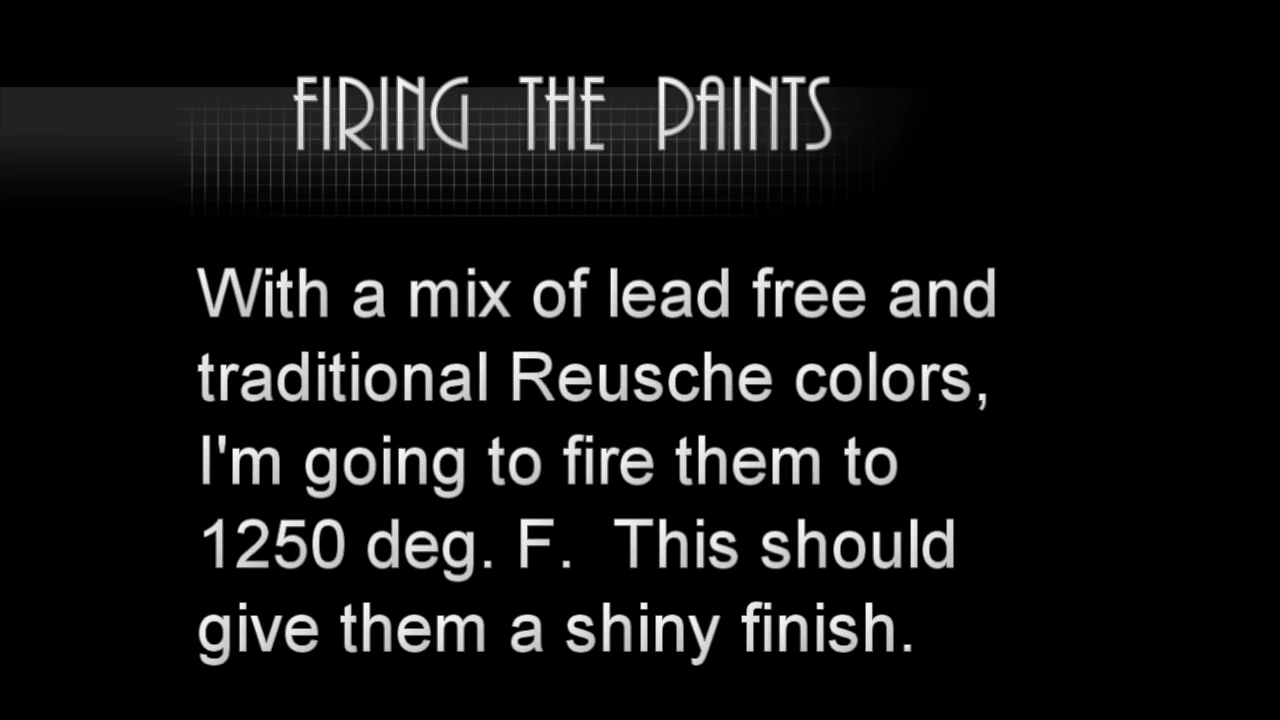 FIRING THE PAINTS
With a mix of lead free and
traditional Reusche colors,
I'm going to fire them to
1250 deg. F.  This should
give them a shiny finish.